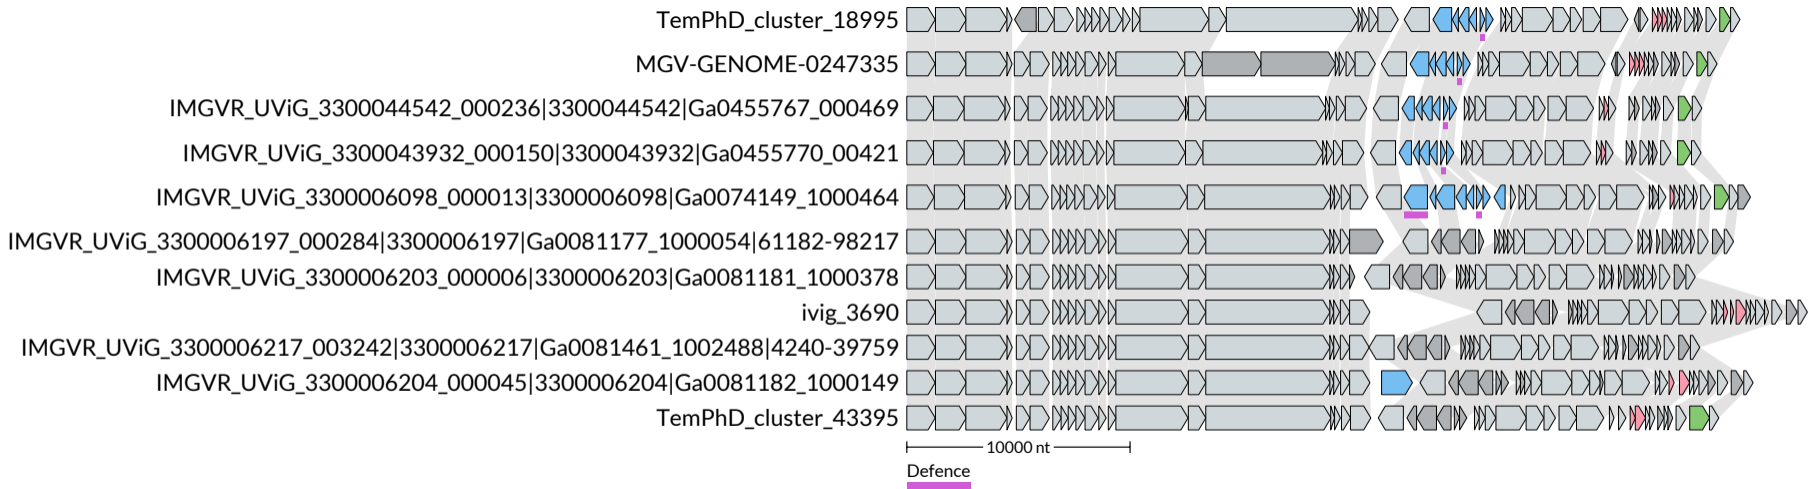 TemPhD_cluster_18995
MGV-GENOME-0247335
IMGVR_UViG_3300044542_000236|3300044542|Ga0455767_000469
IMGVR_UViG_3300043932_000150|3300043932|Ga0455770_00421
IMGVR_UViG_3300006098_000013|3300006098|Ga0074149_1000464
IMGVR_UViG_3300006197_000284|3300006197|Ga0081177_1000054|61182-98217
IMGVR_UViG_3300006203_000006|3300006203|Ga0081181_1000378
ivig_3690
IMGVR_UViG_3300006217_003242|3300006217|Ga0081461_1002488|4240-39759
IMGVR_UViG_3300006204_000045|3300006204|Ga0081182_1000149
TemPhD_cluster_43395
10000 nt
Defence